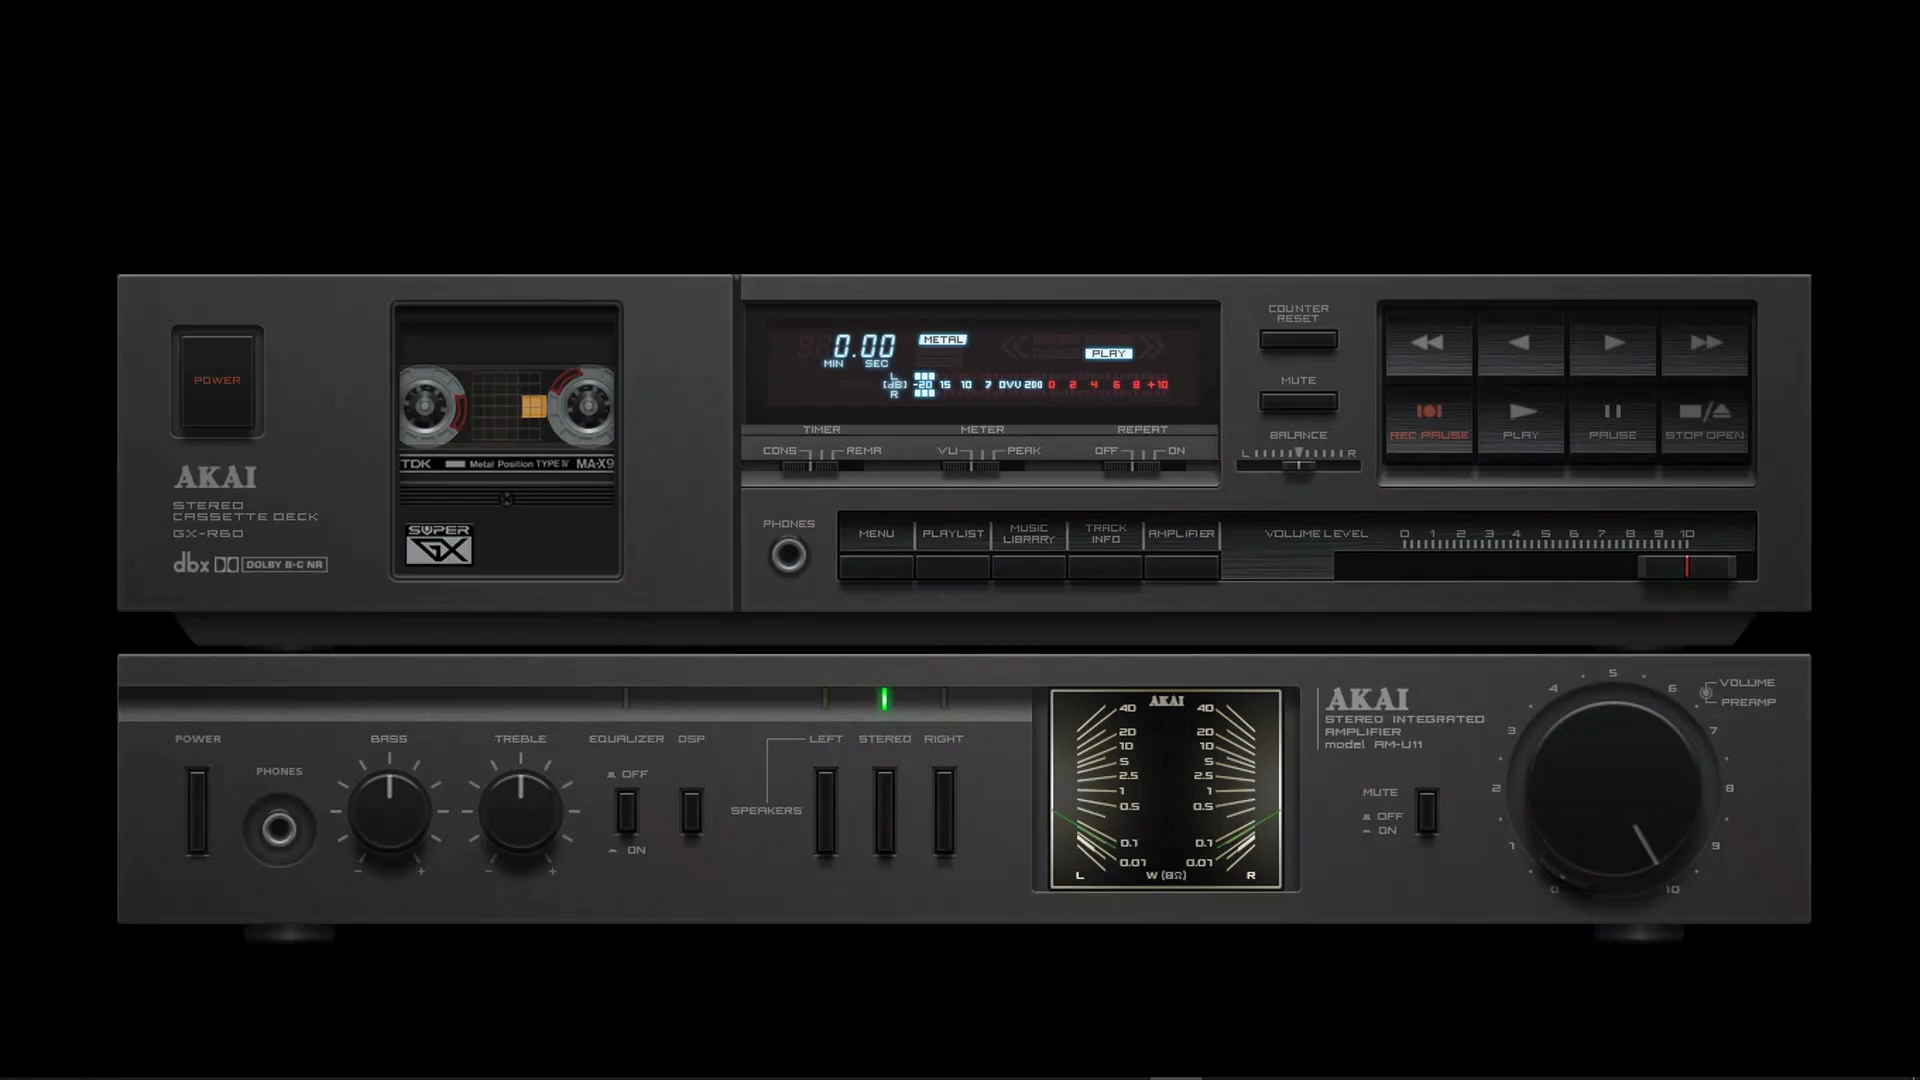 POWER
AKAI
STEREO
CASSETTE DECK
GX-R60
dbx DOLBY B-C NR
TDK Metal Position TYPE IV MA-X9
SUPER
GX
0.00
MIN SEC
METAL
PLAY
L
[dB] -20 15 10 7 0VU 200 0 2 4 6 8 +10
R
TIMER METER REPEAT
CONS REMA VU PEAK OFF ON
COUNTER
RESET
MUTE
BALANCE
L R
REC PAUSE PLAY PAUSE STOP OPEN
PHONES
MENU
PLAYLIST
MUSIC
LIBRARY
TRACK
INFO
AMPLIFIER
VOLUME LEVEL 0 1 2 3 4 5 6 7 8 9 10
POWER
PHONES
BASS
- +
TREBLE
- +
EQUALIZER
OFF
ON
DSP
SPEAKERS
LEFT STEREO RIGHT
AKAI
40 40
20 20
10 10
5 5
2.5 2.5
1 1
0.5 0.5
0.1 0.1
0.01 0.01
L W (8Ω) R
AKAI
STEREO INTEGRATED
AMPLIFIER
model AM-U11
MUTE
OFF
ON
0 1 2 3 4 5 6 7 8 9 10
VOLUME
PREAMP